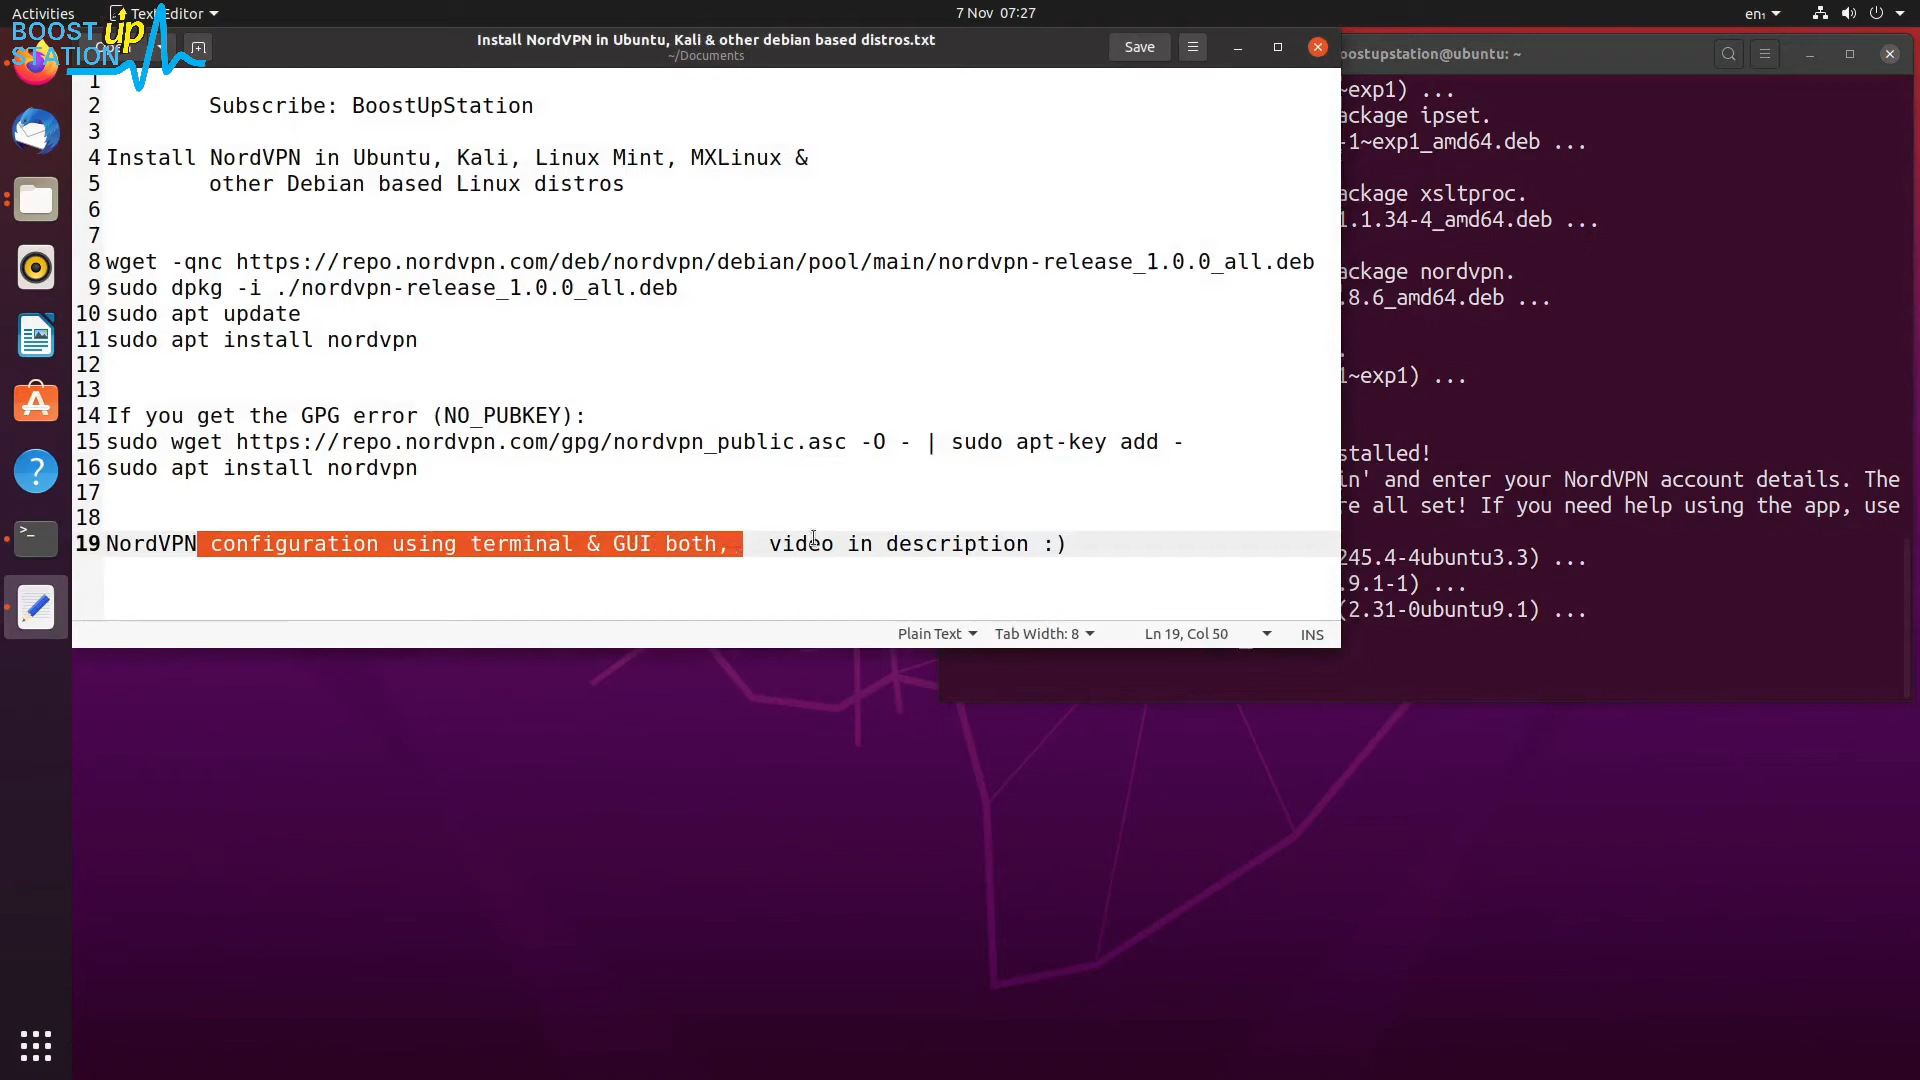 Activities
Text Editor
7 Nov 07:27
en₁
BOOST up STATION
Install NordVPN in Ubuntu, Kali & other debian based distros.txt
~/Documents
Save
1
2 Subscribe: BoostUpStation
3
4 Install NordVPN in Ubuntu, Kali, Linux Mint, MXLinux &
5 other Debian based Linux distros
6
7
8 wget -qnc https://repo.nordvpn.com/deb/nordvpn/debian/pool/main/nordvpn-release_1.0.0_all.deb
9 sudo dpkg -i ./nordvpn-release_1.0.0_all.deb
10 sudo apt update
11 sudo apt install nordvpn
12
13
14 If you get the GPG error (NO_PUBKEY):
15 sudo wget https://repo.nordvpn.com/gpg/nordvpn_public.asc -O - | sudo apt-key add -
16 sudo apt install nordvpn
17
18
19 NordVPN configuration using terminal & GUI both, video in description :)
Plain Text
Tab Width: 8
Ln 19, Col 50
INS
oostupstation@ubuntu: ~
~exp1) ...
ackage ipset.
-1~exp1_amd64.deb ...
ackage xsltproc.
1.1.34-4_amd64.deb ...
ackage nordvpn.
.8.6_amd64.deb ...
.
1~exp1) ...
stalled!
in' and enter your NordVPN account details. The
re all set! If you need help using the app, use
245.4-4ubuntu3.3) ...
.9.1-1) ...
(2.31-0ubuntu9.1) ...